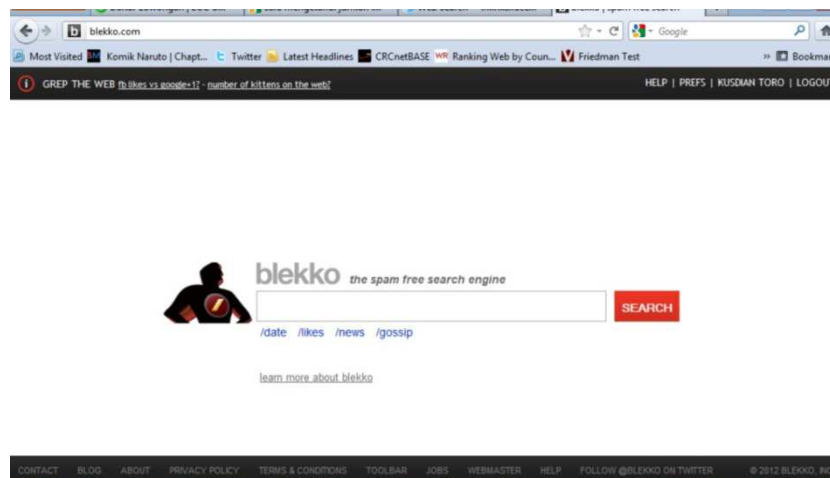 blekko.com
Google
Most Visited BM Komik Naruto | Chapt... Twitter Latest Headlines CRCnetBASE WR Ranking Web by Coun... Friedman Test » Bookmar
GREP THE WEB fb likes vs google+1? - number of kittens on the web?
HELP | PREFS | KUSDIAN TORO | LOGOUT
blekko the spam free search engine
SEARCH
/date /likes /news /gossip
learn more about blekko
CONTACT BLOG ABOUT PRIVACY POLICY TERMS & CONDITIONS TOOLBAR JOBS WEBMASTER HELP FOLLOW @BLEKKO ON TWITTER © 2012 BLEKKO, INC